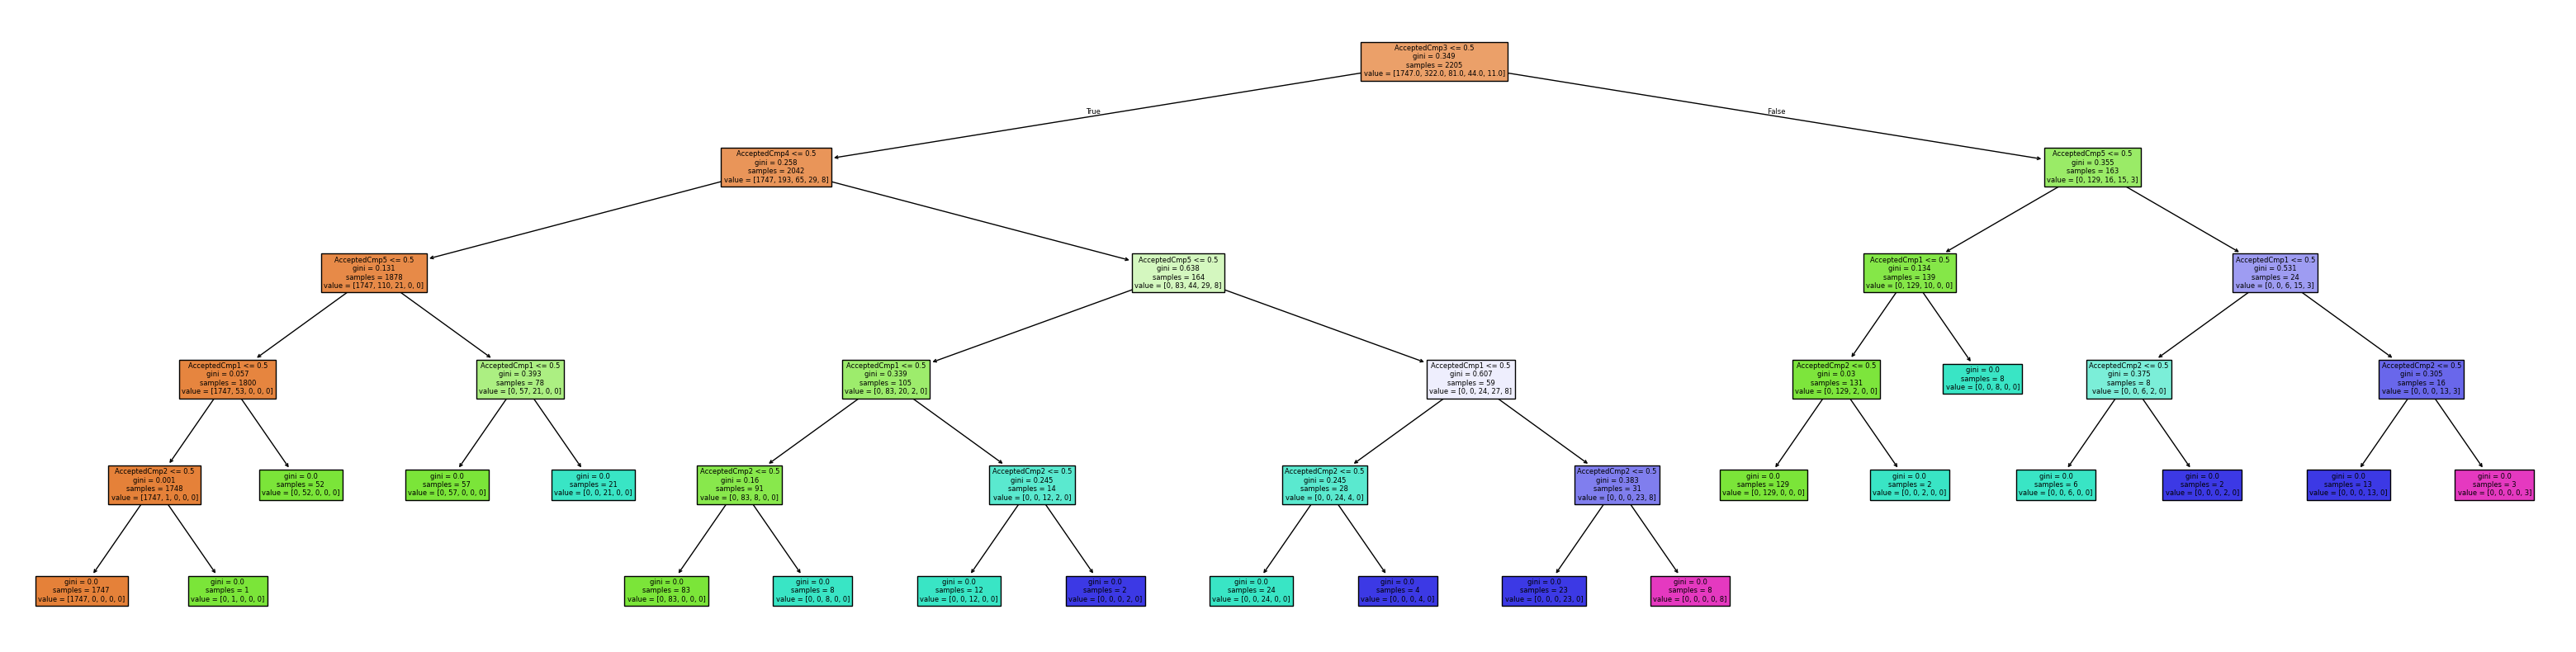 AcceptedCmp3 <= 0.5
gini = 0.349
samples = 2205
value = [1747.0, 322.0, 81.0, 44.0, 11.0]
True
False
AcceptedCmp4 <= 0.5
gini = 0.258
samples = 2042
value = [1747, 193, 65, 29, 8]
AcceptedCmp5 <= 0.5
gini = 0.355
samples = 163
value = [0, 129, 16, 15, 3]
AcceptedCmp5 <= 0.5
gini = 0.131
samples = 1878
value = [1747, 110, 21, 0, 0]
AcceptedCmp5 <= 0.5
gini = 0.638
samples = 164
value = [0, 83, 44, 29, 8]
AcceptedCmp1 <= 0.5
gini = 0.134
samples = 139
value = [0, 129, 10, 0, 0]
AcceptedCmp1 <= 0.5
gini = 0.531
samples = 24
value = [0, 0, 6, 15, 3]
AcceptedCmp1 <= 0.5
gini = 0.057
samples = 1800
value = [1747, 53, 0, 0, 0]
AcceptedCmp1 <= 0.5
gini = 0.393
samples = 78
value = [0, 57, 21, 0, 0]
AcceptedCmp1 <= 0.5
gini = 0.339
samples = 105
value = [0, 83, 20, 2, 0]
AcceptedCmp1 <= 0.5
gini = 0.607
samples = 59
value = [0, 0, 24, 27, 8]
AcceptedCmp2 <= 0.5
gini = 0.03
samples = 131
value = [0, 129, 2, 0, 0]
gini = 0.0
samples = 8
value = [0, 0, 8, 0, 0]
AcceptedCmp2 <= 0.5
gini = 0.375
samples = 8
value = [0, 0, 6, 2, 0]
AcceptedCmp2 <= 0.5
gini = 0.305
samples = 16
value = [0, 0, 0, 13, 3]
AcceptedCmp2 <= 0.5
gini = 0.001
samples = 1748
value = [1747, 1, 0, 0, 0]
gini = 0.0
samples = 52
value = [0, 52, 0, 0, 0]
gini = 0.0
samples = 57
value = [0, 57, 0, 0, 0]
gini = 0.0
samples = 21
value = [0, 0, 21, 0, 0]
AcceptedCmp2 <= 0.5
gini = 0.16
samples = 91
value = [0, 83, 8, 0, 0]
AcceptedCmp2 <= 0.5
gini = 0.245
samples = 14
value = [0, 0, 12, 2, 0]
AcceptedCmp2 <= 0.5
gini = 0.245
samples = 28
value = [0, 0, 24, 4, 0]
AcceptedCmp2 <= 0.5
gini = 0.383
samples = 31
value = [0, 0, 0, 23, 8]
gini = 0.0
samples = 129
value = [0, 129, 0, 0, 0]
gini = 0.0
samples = 2
value = [0, 0, 2, 0, 0]
gini = 0.0
samples = 6
value = [0, 0, 6, 0, 0]
gini = 0.0
samples = 2
value = [0, 0, 0, 2, 0]
gini = 0.0
samples = 13
value = [0, 0, 0, 13, 0]
gini = 0.0
samples = 3
value = [0, 0, 0, 0, 3]
gini = 0.0
samples = 1747
value = [1747, 0, 0, 0, 0]
gini = 0.0
samples = 1
value = [0, 1, 0, 0, 0]
gini = 0.0
samples = 83
value = [0, 83, 0, 0, 0]
gini = 0.0
samples = 8
value = [0, 0, 8, 0, 0]
gini = 0.0
samples = 12
value = [0, 0, 12, 0, 0]
gini = 0.0
samples = 2
value = [0, 0, 0, 2, 0]
gini = 0.0
samples = 24
value = [0, 0, 24, 0, 0]
gini = 0.0
samples = 4
value = [0, 0, 0, 4, 0]
gini = 0.0
samples = 23
value = [0, 0, 0, 23, 0]
gini = 0.0
samples = 8
value = [0, 0, 0, 0, 8]